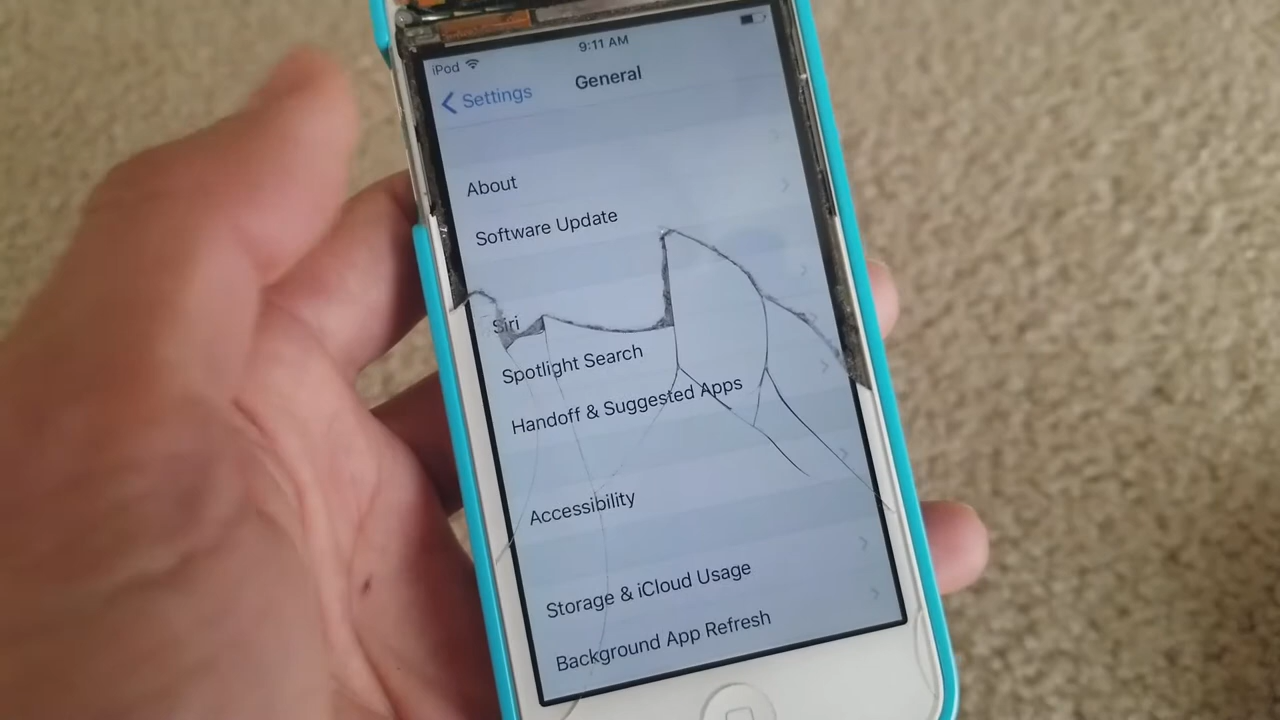 iPod 9:11 AM
Settings General
About
Software Update
Siri
Spotlight Search
Handoff & Suggested Apps
Accessibility
Storage & iCloud Usage
Background App Refresh